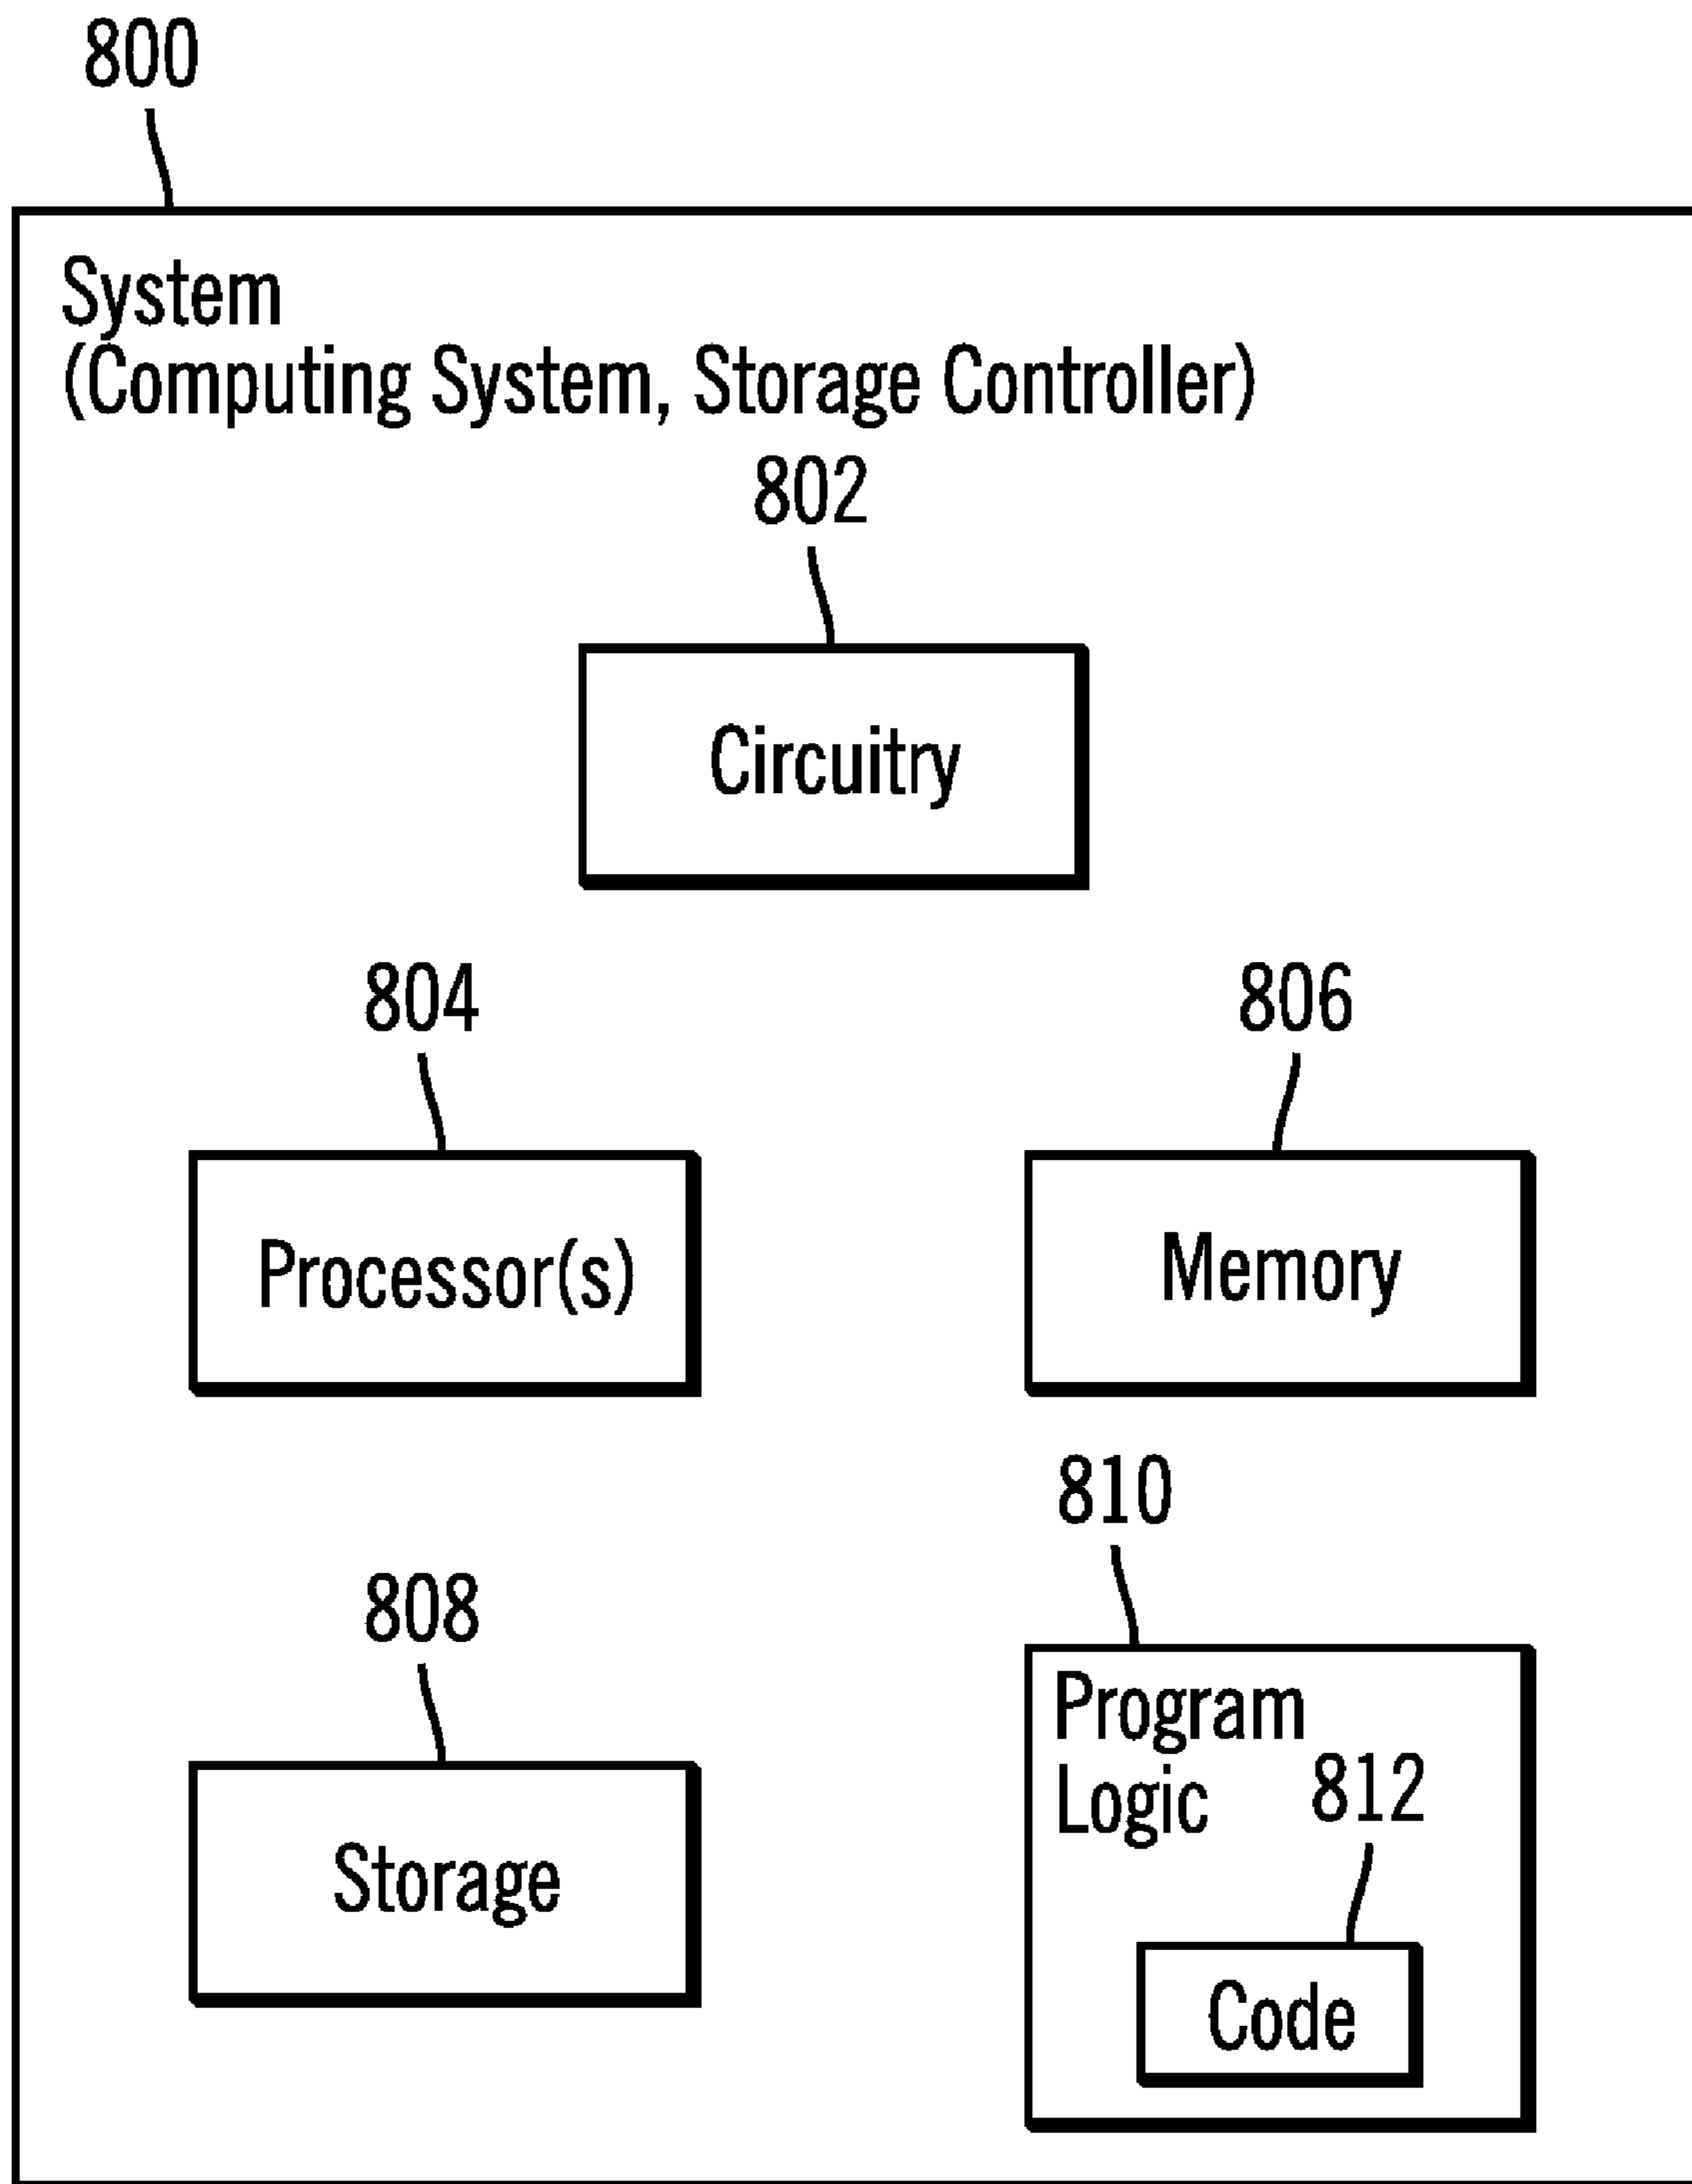 800
System
(Computing System, Storage Controller)
802
Circuitry
804
806
Processor(s)
Memory
810
808
Program
Logic
812
Storage
Code